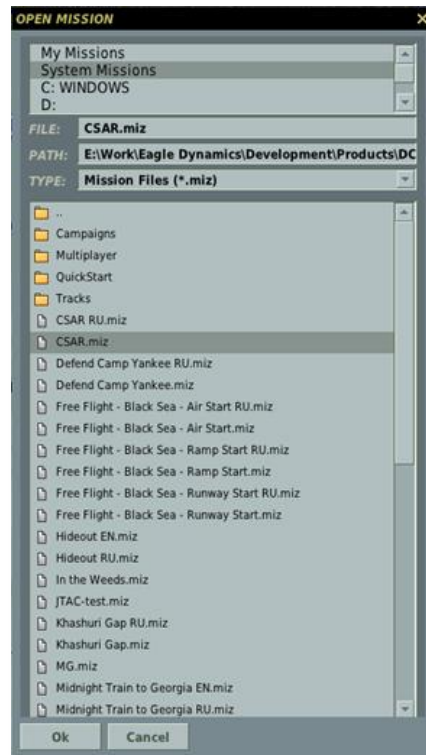 OPEN MISSION
My Missions
System Missions
C: WINDOWS
D:
FILE: CSAR.miz
PATH: E:\Work\Eagle Dynamics\Development\Products\DC
TYPE: Mission Files (*.miz)
..
Campaigns
Multiplayer
QuickStart
Tracks
CSAR RU.miz
CSAR.miz
Defend Camp Yankee RU.miz
Defend Camp Yankee.miz
Free Flight - Black Sea - Air Start RU.miz
Free Flight - Black Sea - Air Start.miz
Free Flight - Black Sea - Ramp Start RU.miz
Free Flight - Black Sea - Ramp Start.miz
Free Flight - Black Sea - Runway Start RU.miz
Free Flight - Black Sea - Runway Start.miz
Hideout EN.miz
Hideout RU.miz
In the Weeds.miz
JTAC-test.miz
Khashuri Gap RU.miz
Khashuri Gap.miz
MG.miz
Midnight Train to Georgia EN.miz
Midnight Train to Georgia RU.miz
Ok Cancel